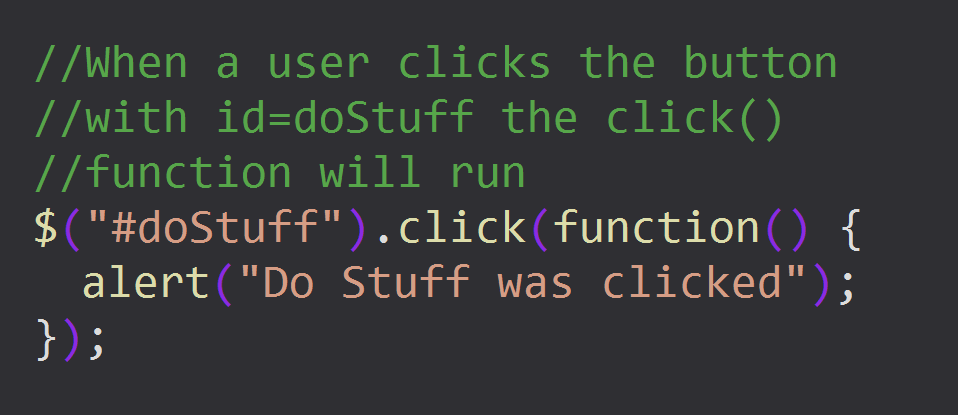 //When a user clicks the button
//with id=doStuff the click()
//function will run
$("#doStuff").click(function() {
  alert("Do Stuff was clicked");
});